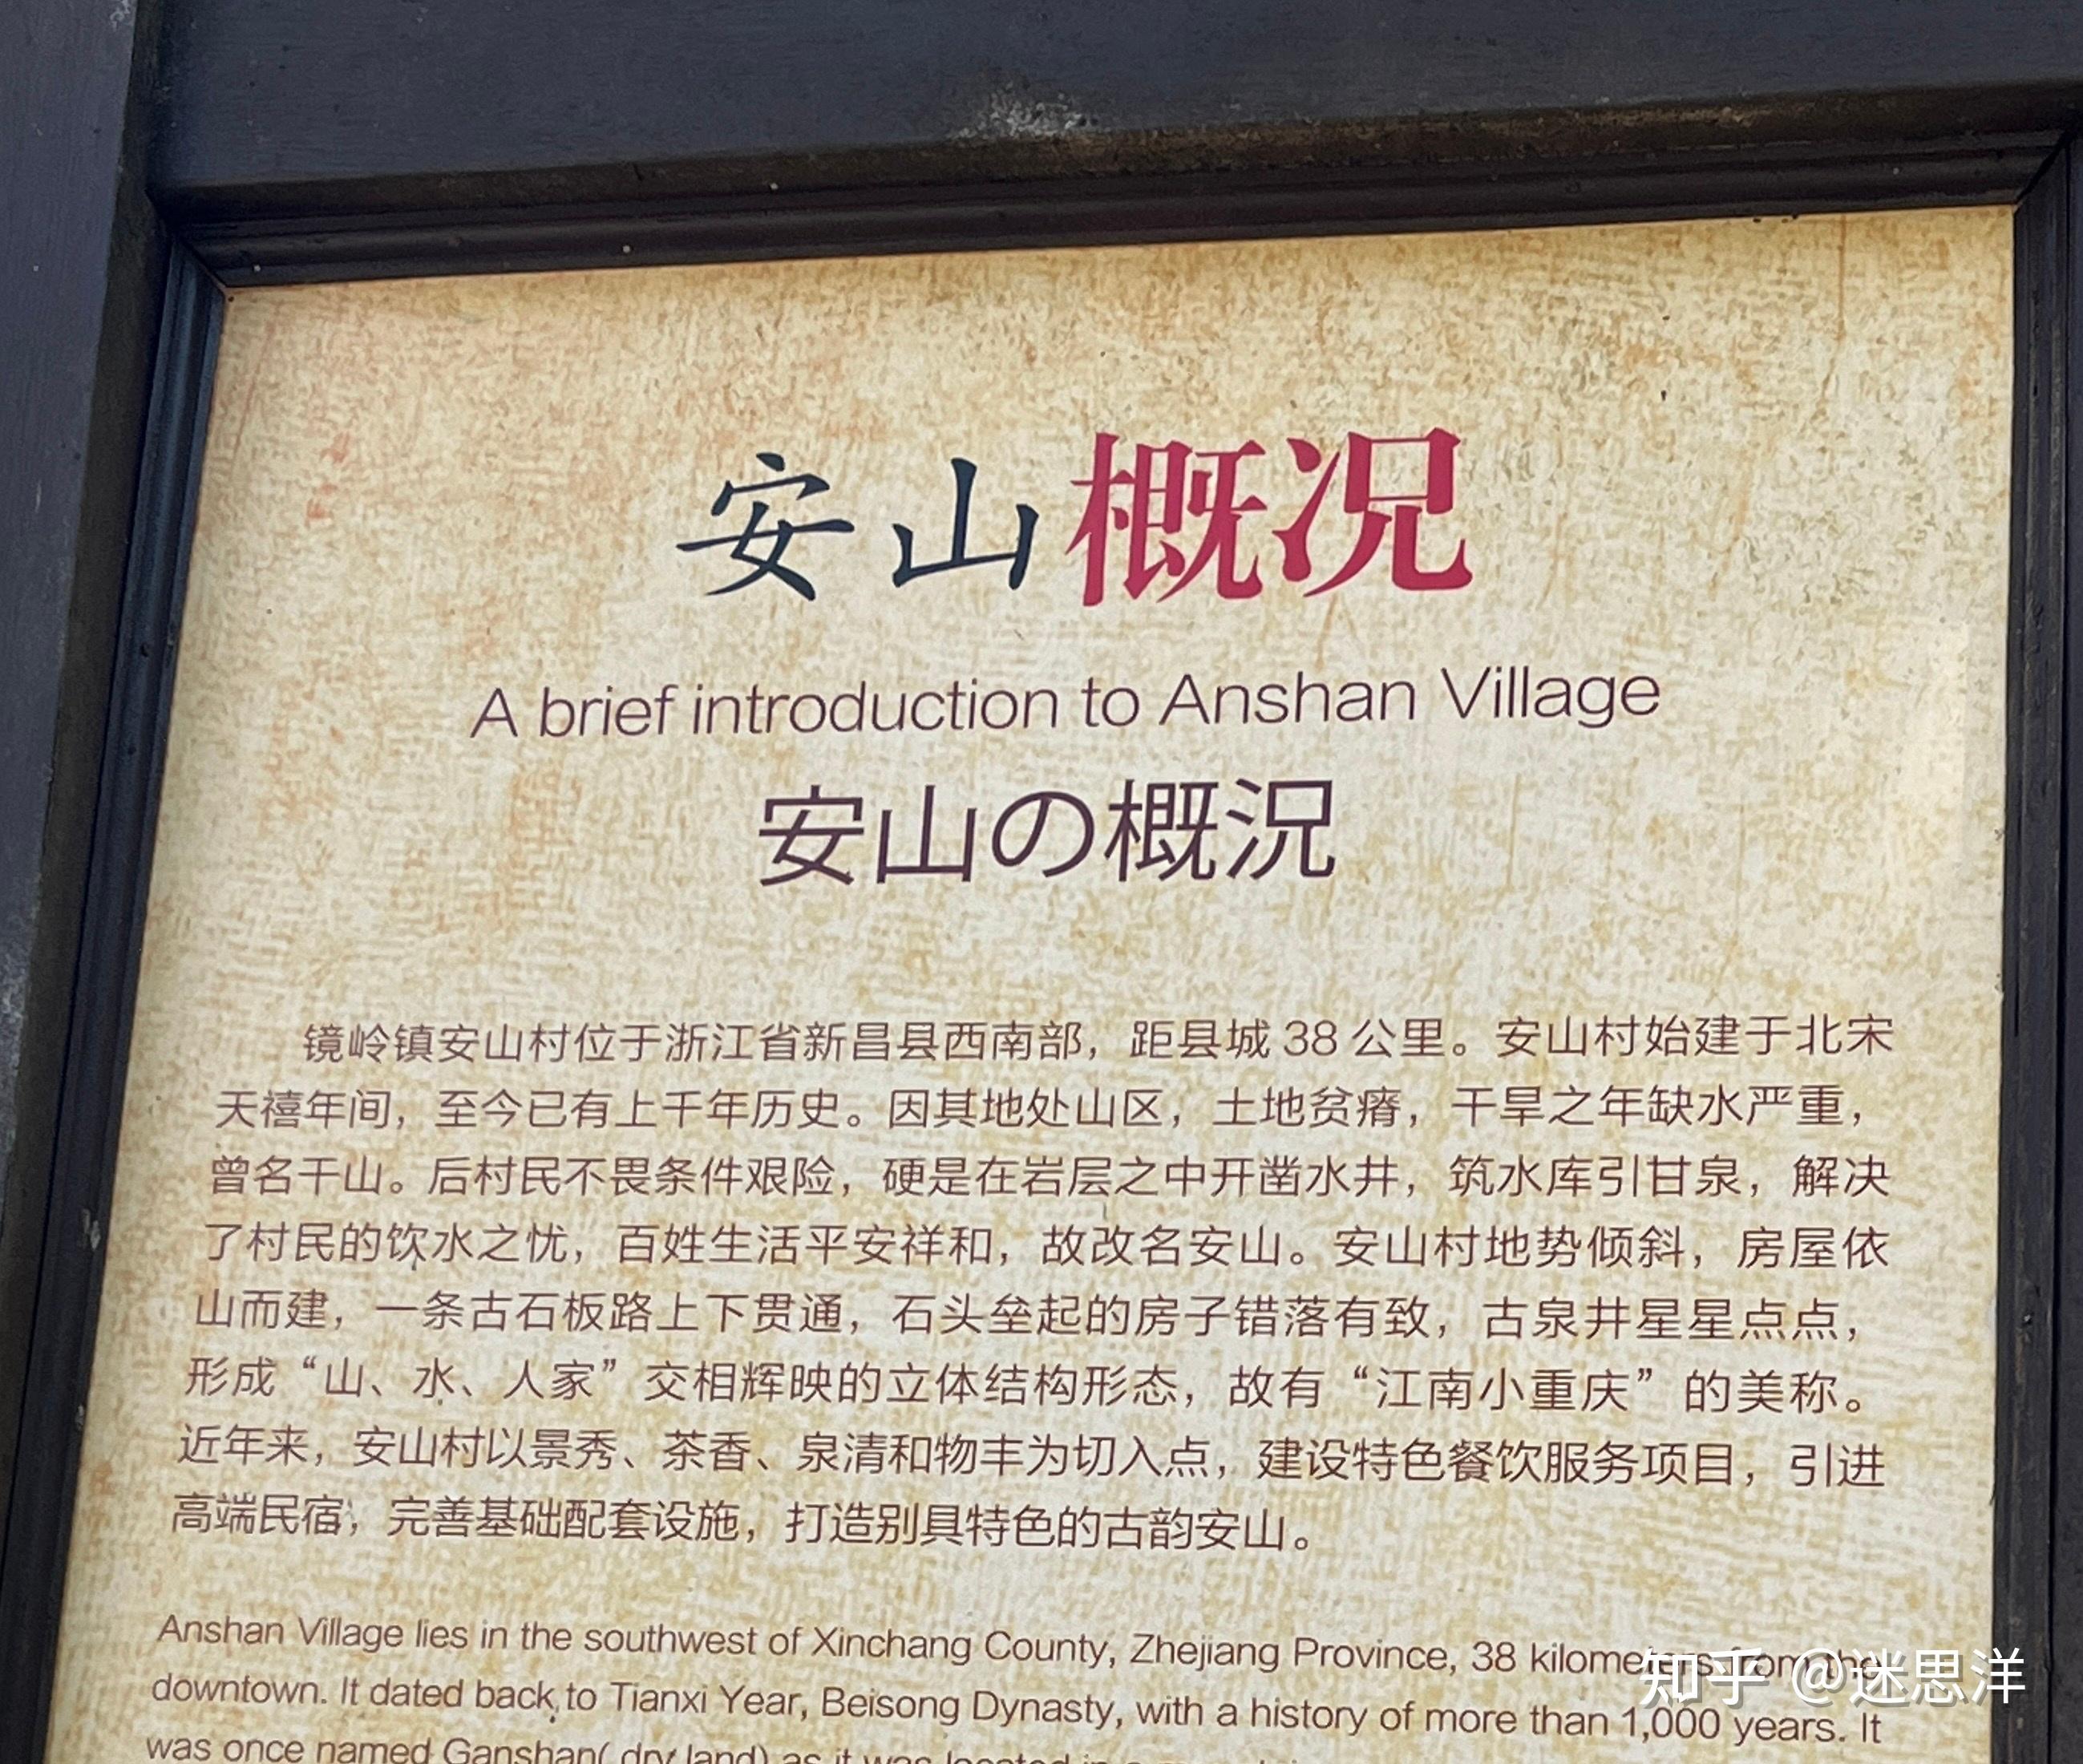 安山概况
A brief introduction to Anshan Village
安山の概況
镜岭镇安山村位于浙江省新昌县西南部，距县城 38 公里。安山村始建于北宋
天禧年间，至今已有上千年历史。因其地处山区，土地贫瘠，干旱之年缺水严重，
曾名干山。后村民不畏条件艰险，硬是在岩层之中开凿水井，筑水库引甘泉，解决
了村民的饮水之忧，百姓生活平安祥和，故改名安山。安山村地势倾斜，房屋依
山而建，一条古石板路上下贯通，石头垒起的房子错落有致，古泉井星星点点，
形成“山、水、人家”交相辉映的立体结构形态，故有“江南小重庆”的美称。
近年来，安山村以景秀、茶香、泉清和物丰为切入点，建设特色餐饮服务项目，引进
高端民宿，完善基础配套设施，打造别具特色的古韵安山。
Anshan Village lies in the southwest of Xinchang County, Zhejiang Province, 38 kilometers from the
downtown. It dated back to Tianxi Year, Beisong Dynasty, with a history of more than 1,000 years. It
was once named Ganshan( dry land) as it was located in a
知乎 @迷思洋